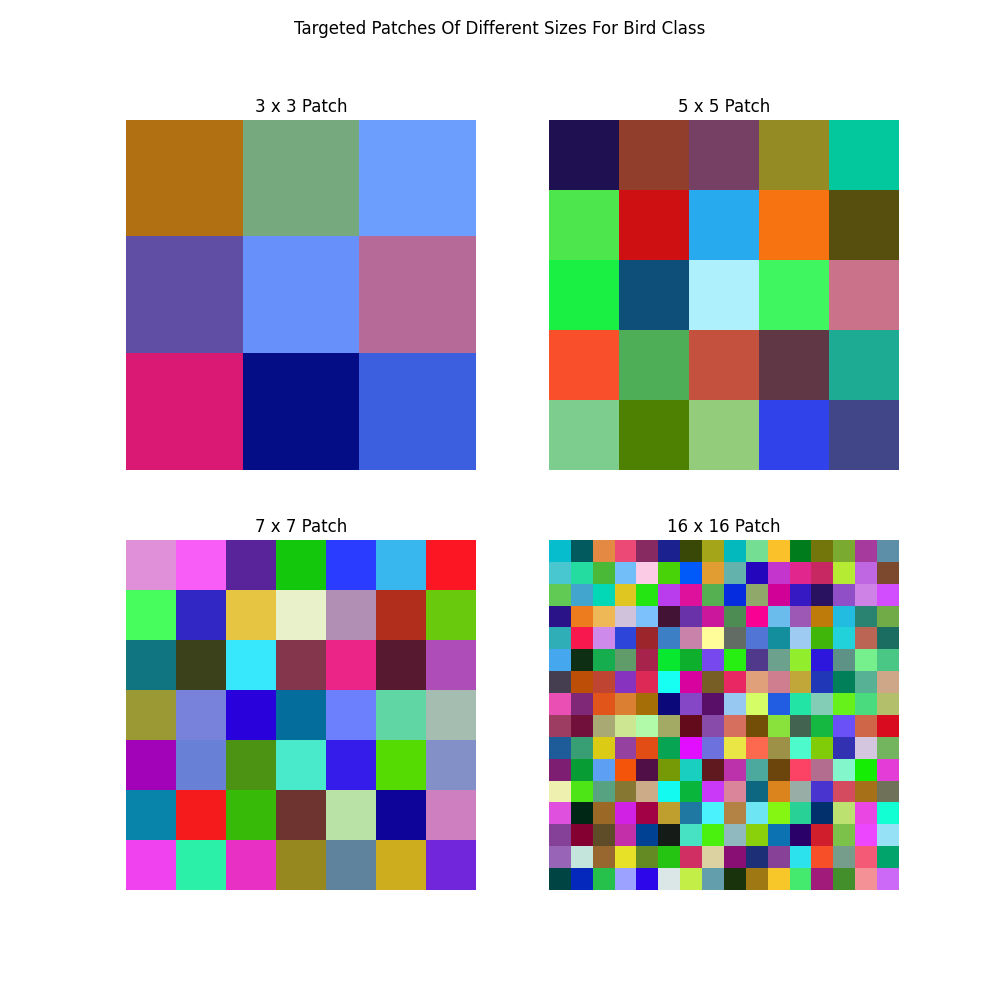 Targeted Patches Of Different Sizes For Bird Class
3 x 3 Patch
5 x 5 Patch
7 x 7 Patch
16 x 16 Patch